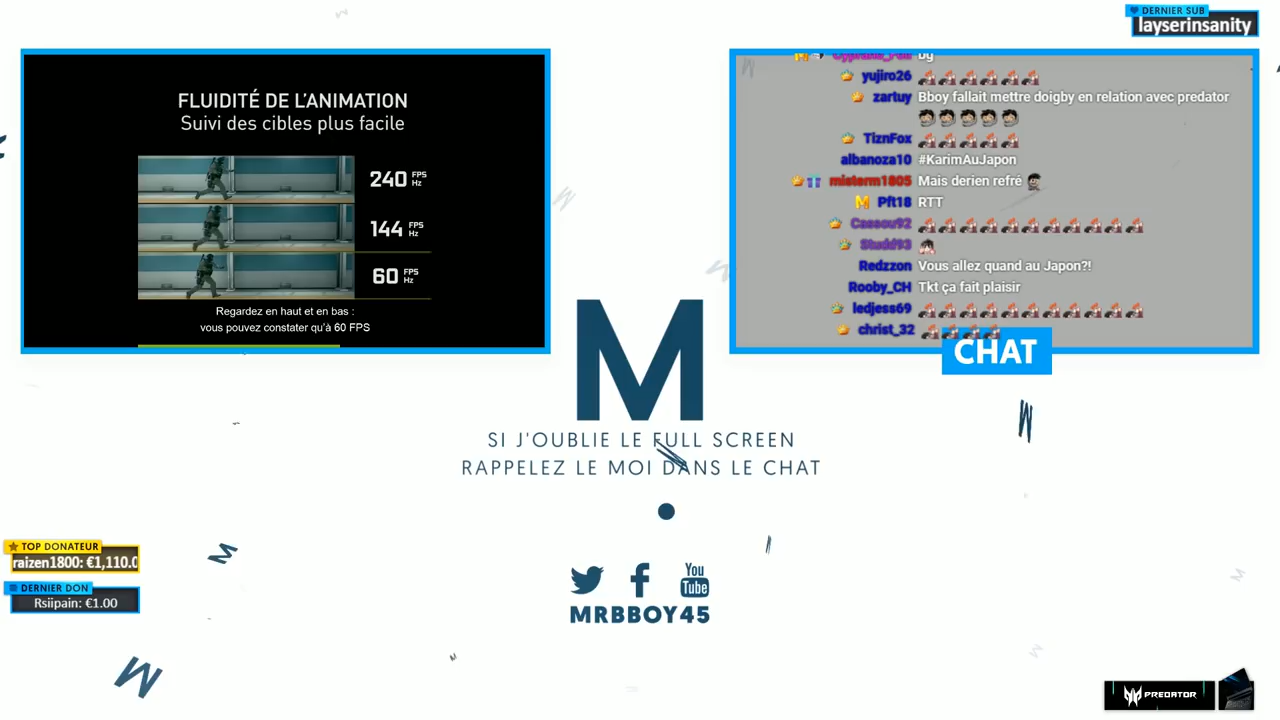 DERNIER SUB
layserinsanity
FLUIDITÉ DE L'ANIMATION
Suivi des cibles plus facile
240 FPS Hz
144 FPS Hz
60 FPS Hz
Regardez en haut et en bas :
vous pouvez constater qu'à 60 FPS
bg
yujiro26
zartuy Bboy fallait mettre doigby en relation avec predator
TiznFox
albanoza10 #KarimAuJapon
misterm1805 Mais derien refré
Pft18 RTT
Cassou92
Studd93
Redzzon Vous allez quand au Japon?!
Rooby_CH Tkt ça fait plaisir
ledjess69
christ_32
CHAT
M
SI J'OUBLIE LE FULL SCREEN
RAPPELEZ LE MOI DANS LE CHAT
TOP DONATEUR
raizen1800: €1,110.0
DERNIER DON
Rsiipain: €1.00
You
Tube
MRBBOY45
PREDATOR